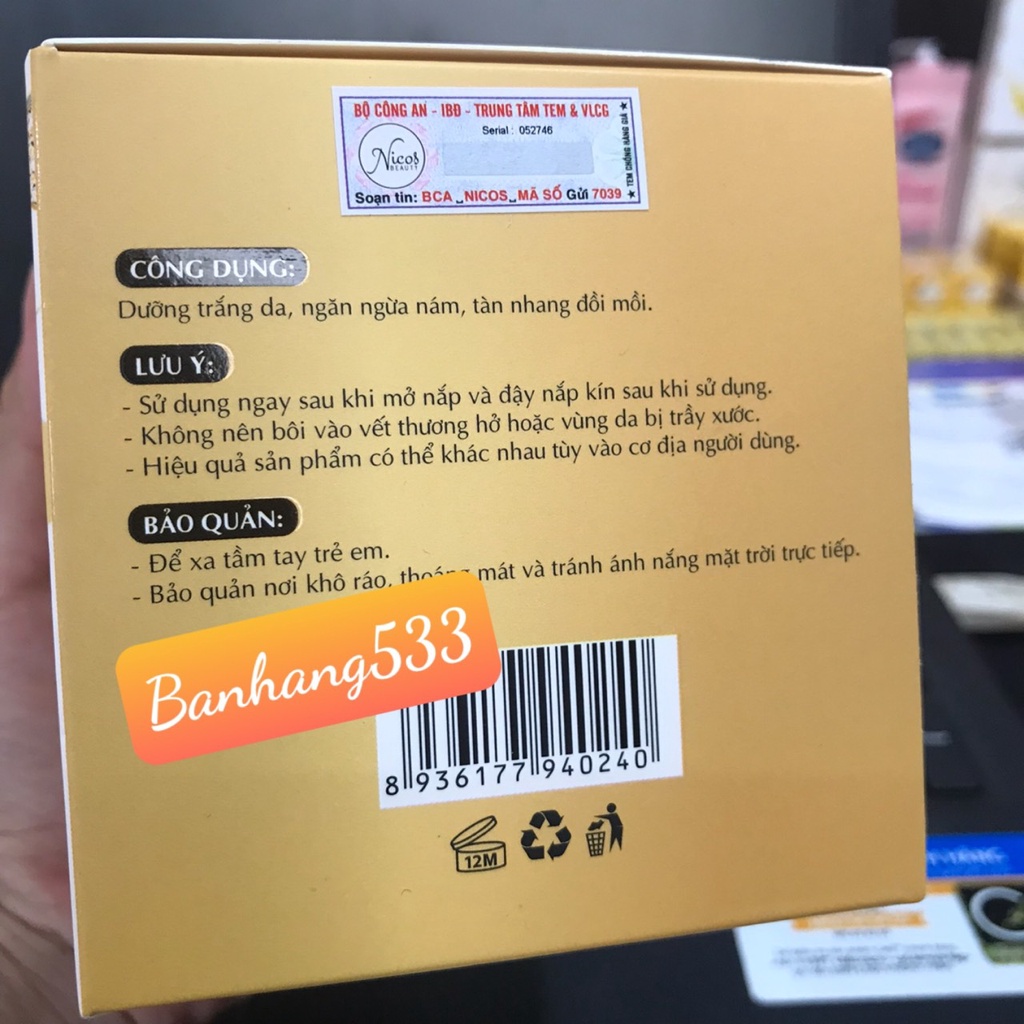 BỘ CÔNG AN - IBĐ - TRUNG TÂM TEM & VLCG
Serial : 052746
Nicos
BEAUTY
TEM CHỐNG HÀNG GIẢ
Soạn tin: BCA_NICOS_MÃ SỐ Gửi 7039
CÔNG DỤNG:
Dưỡng trắng da, ngăn ngừa nám, tàn nhang đồi mồi.
LƯU Ý:
- Sử dụng ngay sau khi mở nắp và đậy nắp kín sau khi sử dụng.
- Không nên bôi vào vết thương hở hoặc vùng da bị trầy xước.
- Hiệu quả sản phẩm có thể khác nhau tùy vào cơ địa người dùng.
BẢO QUẢN:
- Để xa tầm tay trẻ em.
- Bảo quản nơi khô ráo, thoáng mát và tránh ánh nắng mặt trời trực tiếp.
Banhang533
8 936177 940240
12M